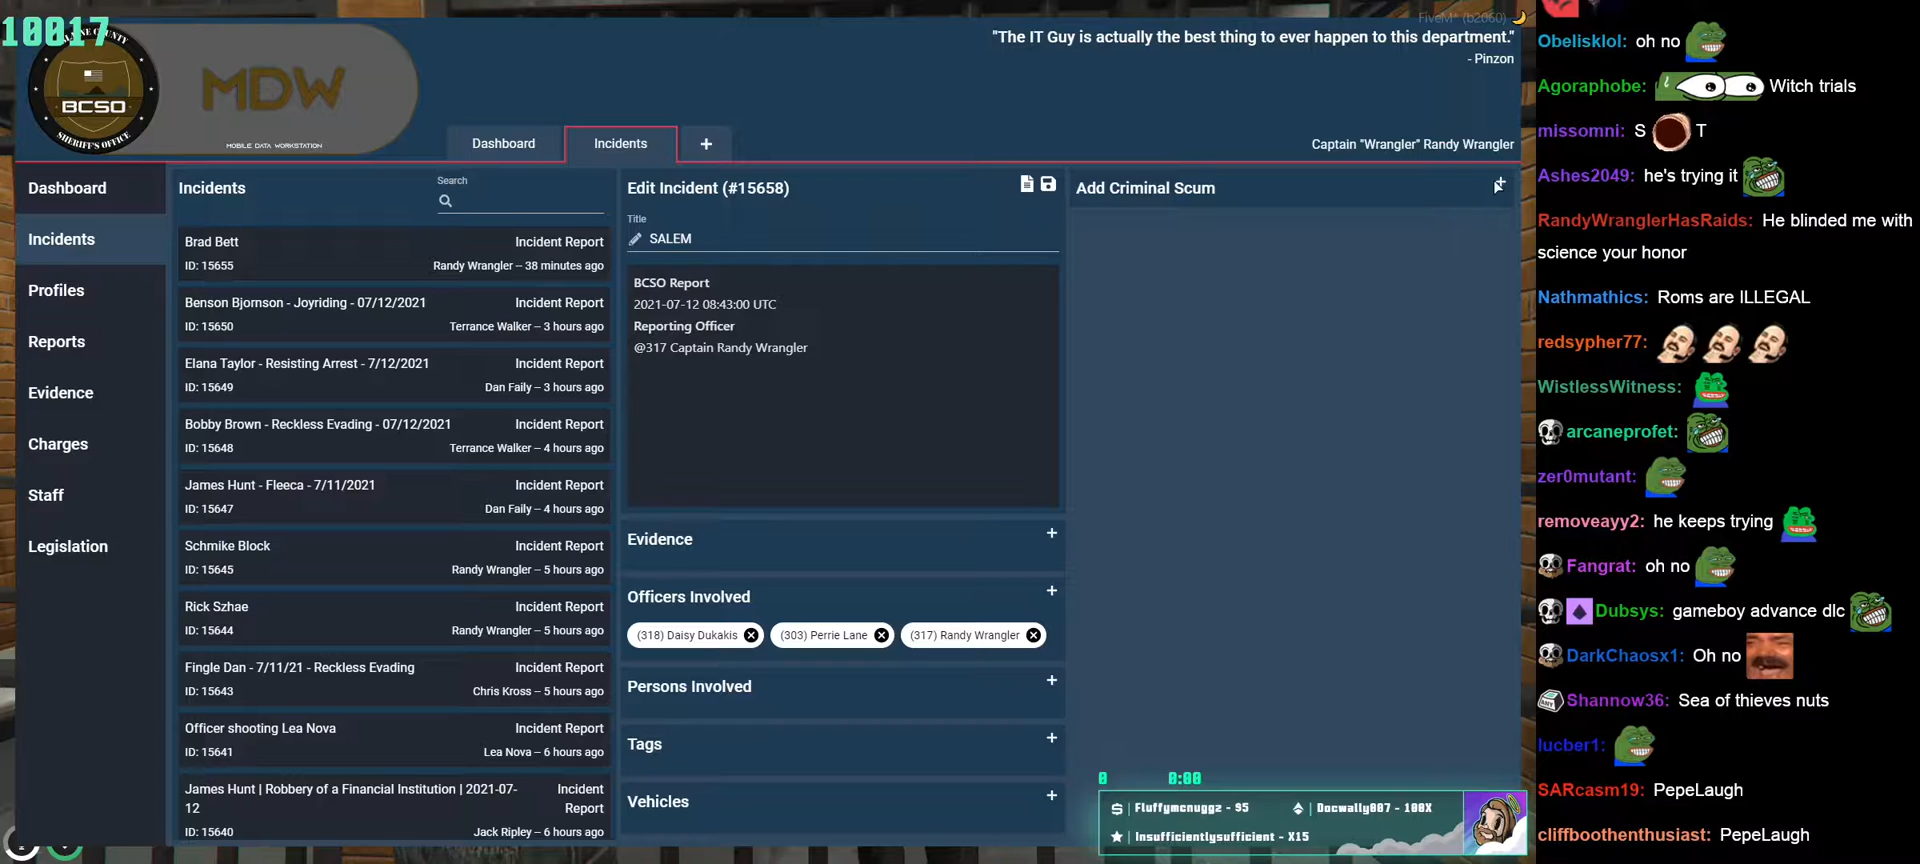 10017
FiveM® (b2060)
"The IT Guy is actually the best thing to ever happen to this department."
- Pinzon
BCSO
SHERIFF'S OFFICE
MDW
MOBILE DATA WORKSTATION
Dashboard
Incidents
+
Captain "Wrangler" Randy Wrangler
Dashboard
Incidents
Profiles
Reports
Evidence
Charges
Staff
Legislation
Incidents
Search
Brad Bett
Incident Report
ID: 15655
Randy Wrangler – 38 minutes ago
Benson Bjornson - Joyriding - 07/12/2021
Incident Report
ID: 15650
Terrance Walker – 3 hours ago
Elana Taylor - Resisting Arrest - 7/12/2021
Incident Report
ID: 15649
Dan Faily – 3 hours ago
Bobby Brown - Reckless Evading - 07/12/2021
Incident Report
ID: 15648
Terrance Walker – 4 hours ago
James Hunt - Fleeca - 7/11/2021
Incident Report
ID: 15647
Dan Faily – 4 hours ago
Schmike Block
Incident Report
ID: 15645
Randy Wrangler – 5 hours ago
Rick Szhae
Incident Report
ID: 15644
Randy Wrangler – 5 hours ago
Fingle Dan - 7/11/21 - Reckless Evading
Incident Report
ID: 15643
Chris Kross – 5 hours ago
Officer shooting Lea Nova
Incident Report
ID: 15641
Lea Nova – 6 hours ago
James Hunt | Robbery of a Financial Institution | 2021-07-
12
Incident
Report
ID: 15640
Jack Ripley – 6 hours ago
Edit Incident (#15658)
Title
SALEM
BCSO Report
2021-07-12 08:43:00 UTC
Reporting Officer
@317 Captain Randy Wrangler
Evidence
+
Officers Involved
+
(318) Daisy Dukakis
(303) Perrie Lane
(317) Randy Wrangler
Persons Involved
+
Tags
+
Vehicles
+
Add Criminal Scum
+
0
0:00
Fluffymcnuggz - 95
Docwally007 - 100X
Insufficientlysufficient - X15
Obelisklol: oh no
Agoraphobe: Witch trials
missomni: S T
Ashes2049: he's trying it
RandyWranglerHasRaids: He blinded me with
science your honor
Nathmathics: Roms are ILLEGAL
redsypher77:
WistlessWitness:
arcaneprofet:
zer0mutant:
removeayy2: he keeps trying
Fangrat: oh no
Dubsys: gameboy advance dlc
DarkChaosx1: Oh no
Shannow36: Sea of thieves nuts
lucber1:
SARcasm19: PepeLaugh
cliffboothenthusiast: PepeLaugh